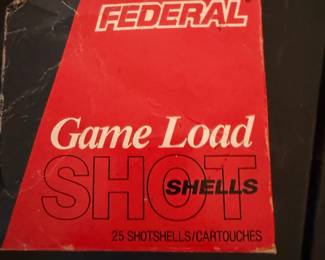 FEDERAL
Game Load
SHOT
SHELLS
25 SHOTSHELLS/CARTOUCHES